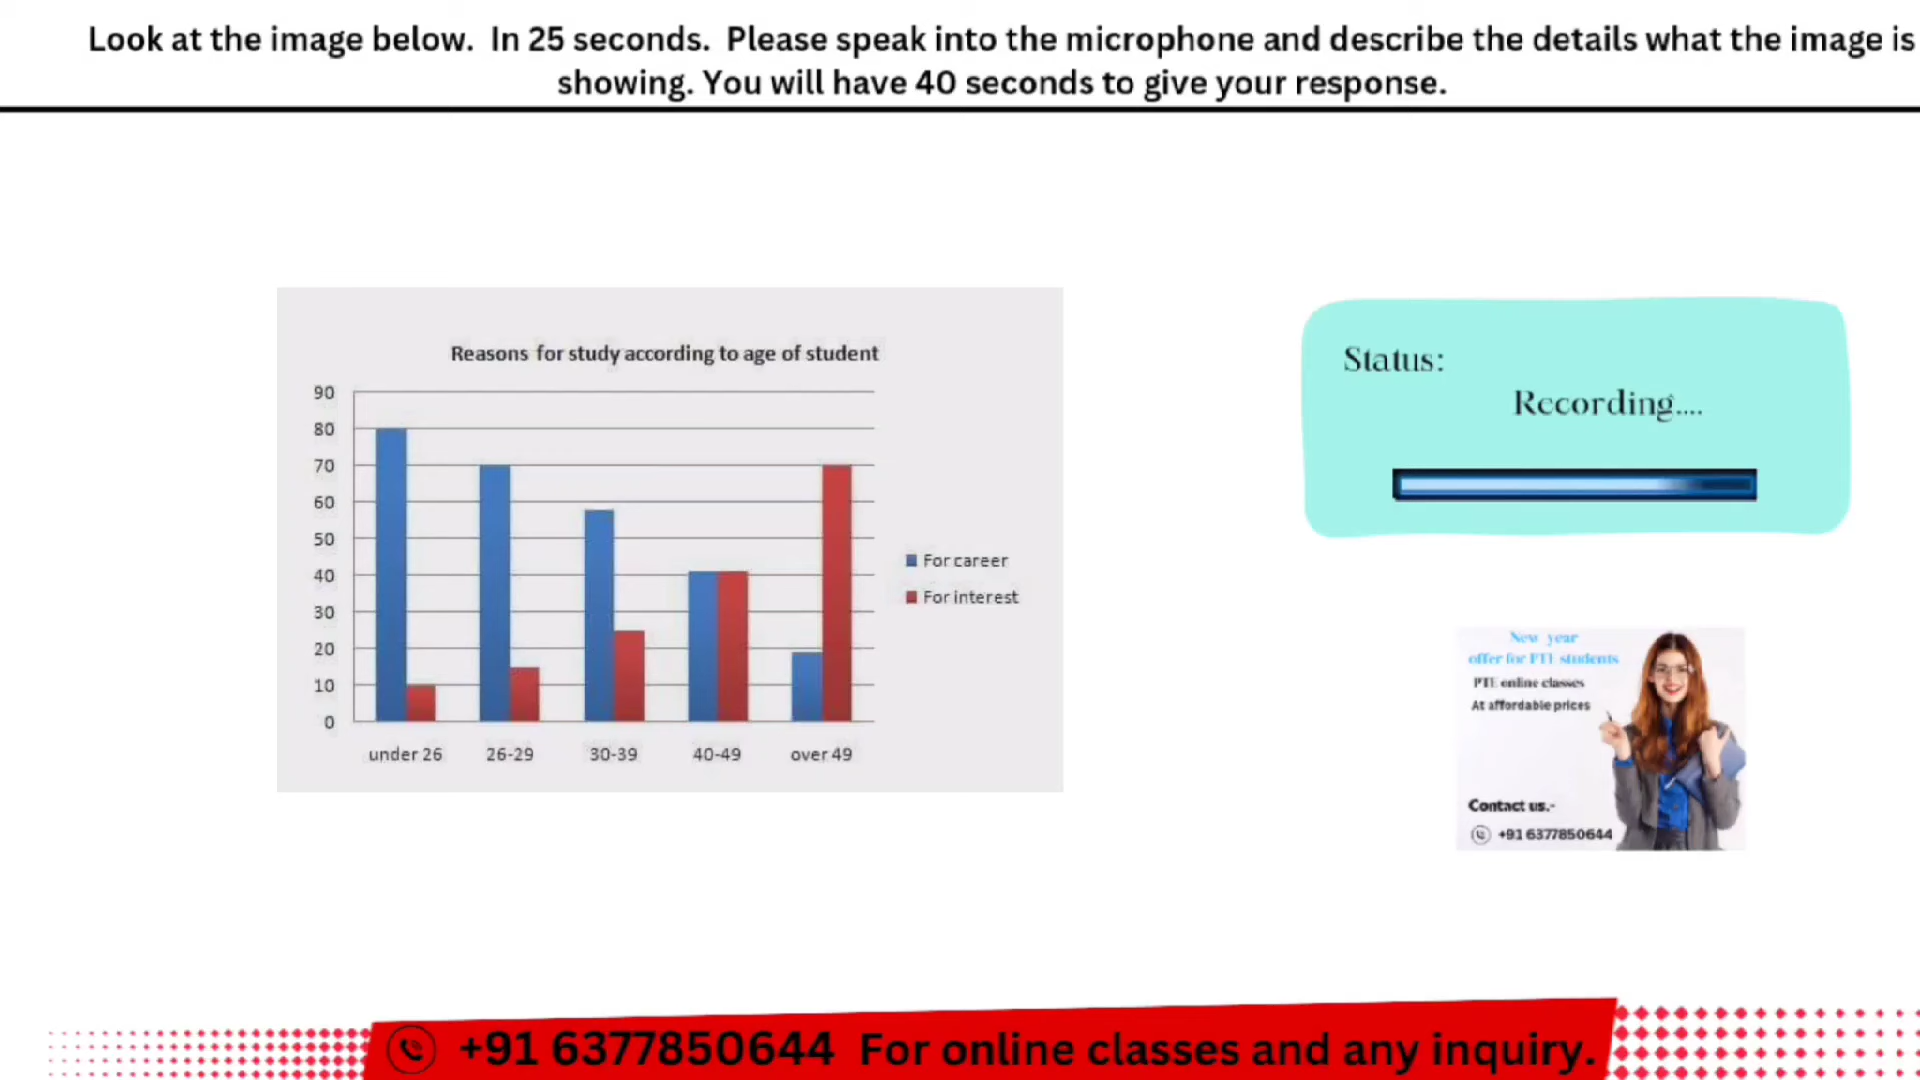 Look at the image below. In 25 seconds. Please speak into the microphone and describe the details what the image is
showing. You will have 40 seconds to give your response.
Reasons for study according to age of student
90
80
70
60
50
40
30
20
10
0
under 26 26-29 30-39 40-49 over 49
For career
For interest
Status:
Recording....
New year
offer for PTE students
PTE online classes
At affordable prices
Contact us.-
+91 6377850644
+91 6377850644 For online classes and any inquiry.